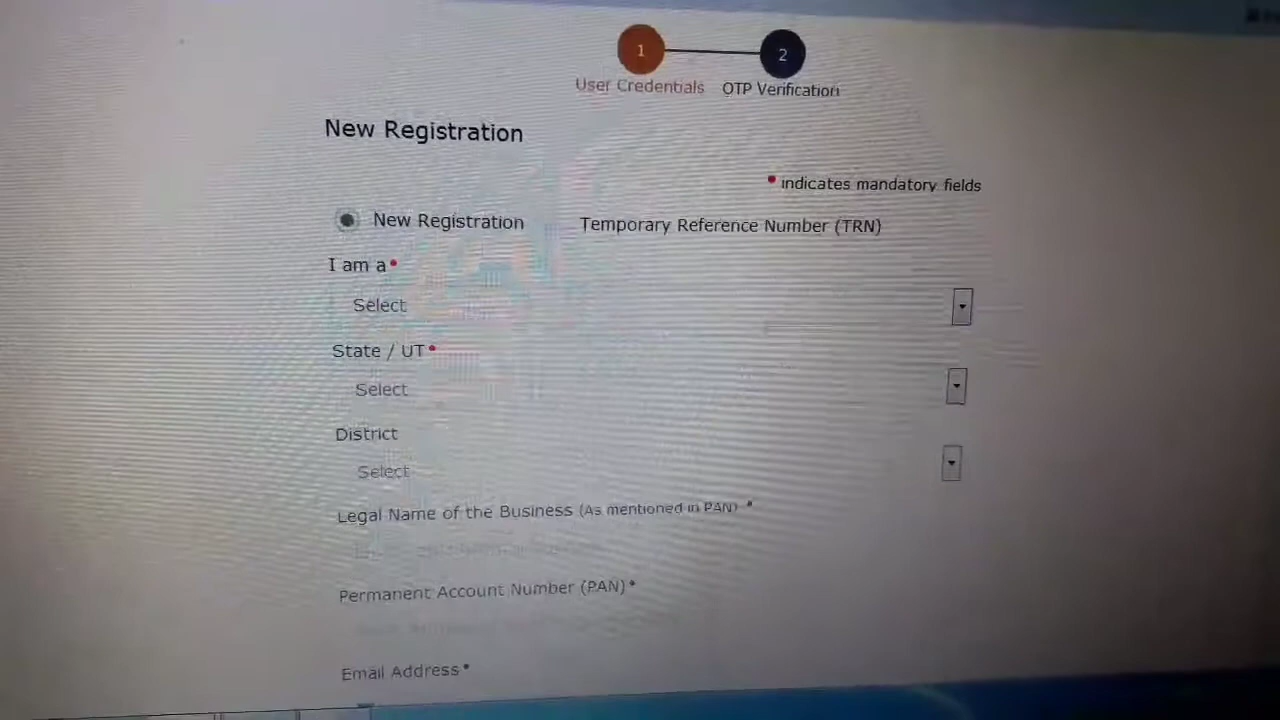 1 2
User Credentials OTP Verification
New Registration
• indicates mandatory fields
New Registration Temporary Reference Number (TRN)
I am a•
Select
State / UT•
Select
District
Select
Legal Name of the Business (As mentioned in PAN) •
Permanent Account Number (PAN)•
Email Address•